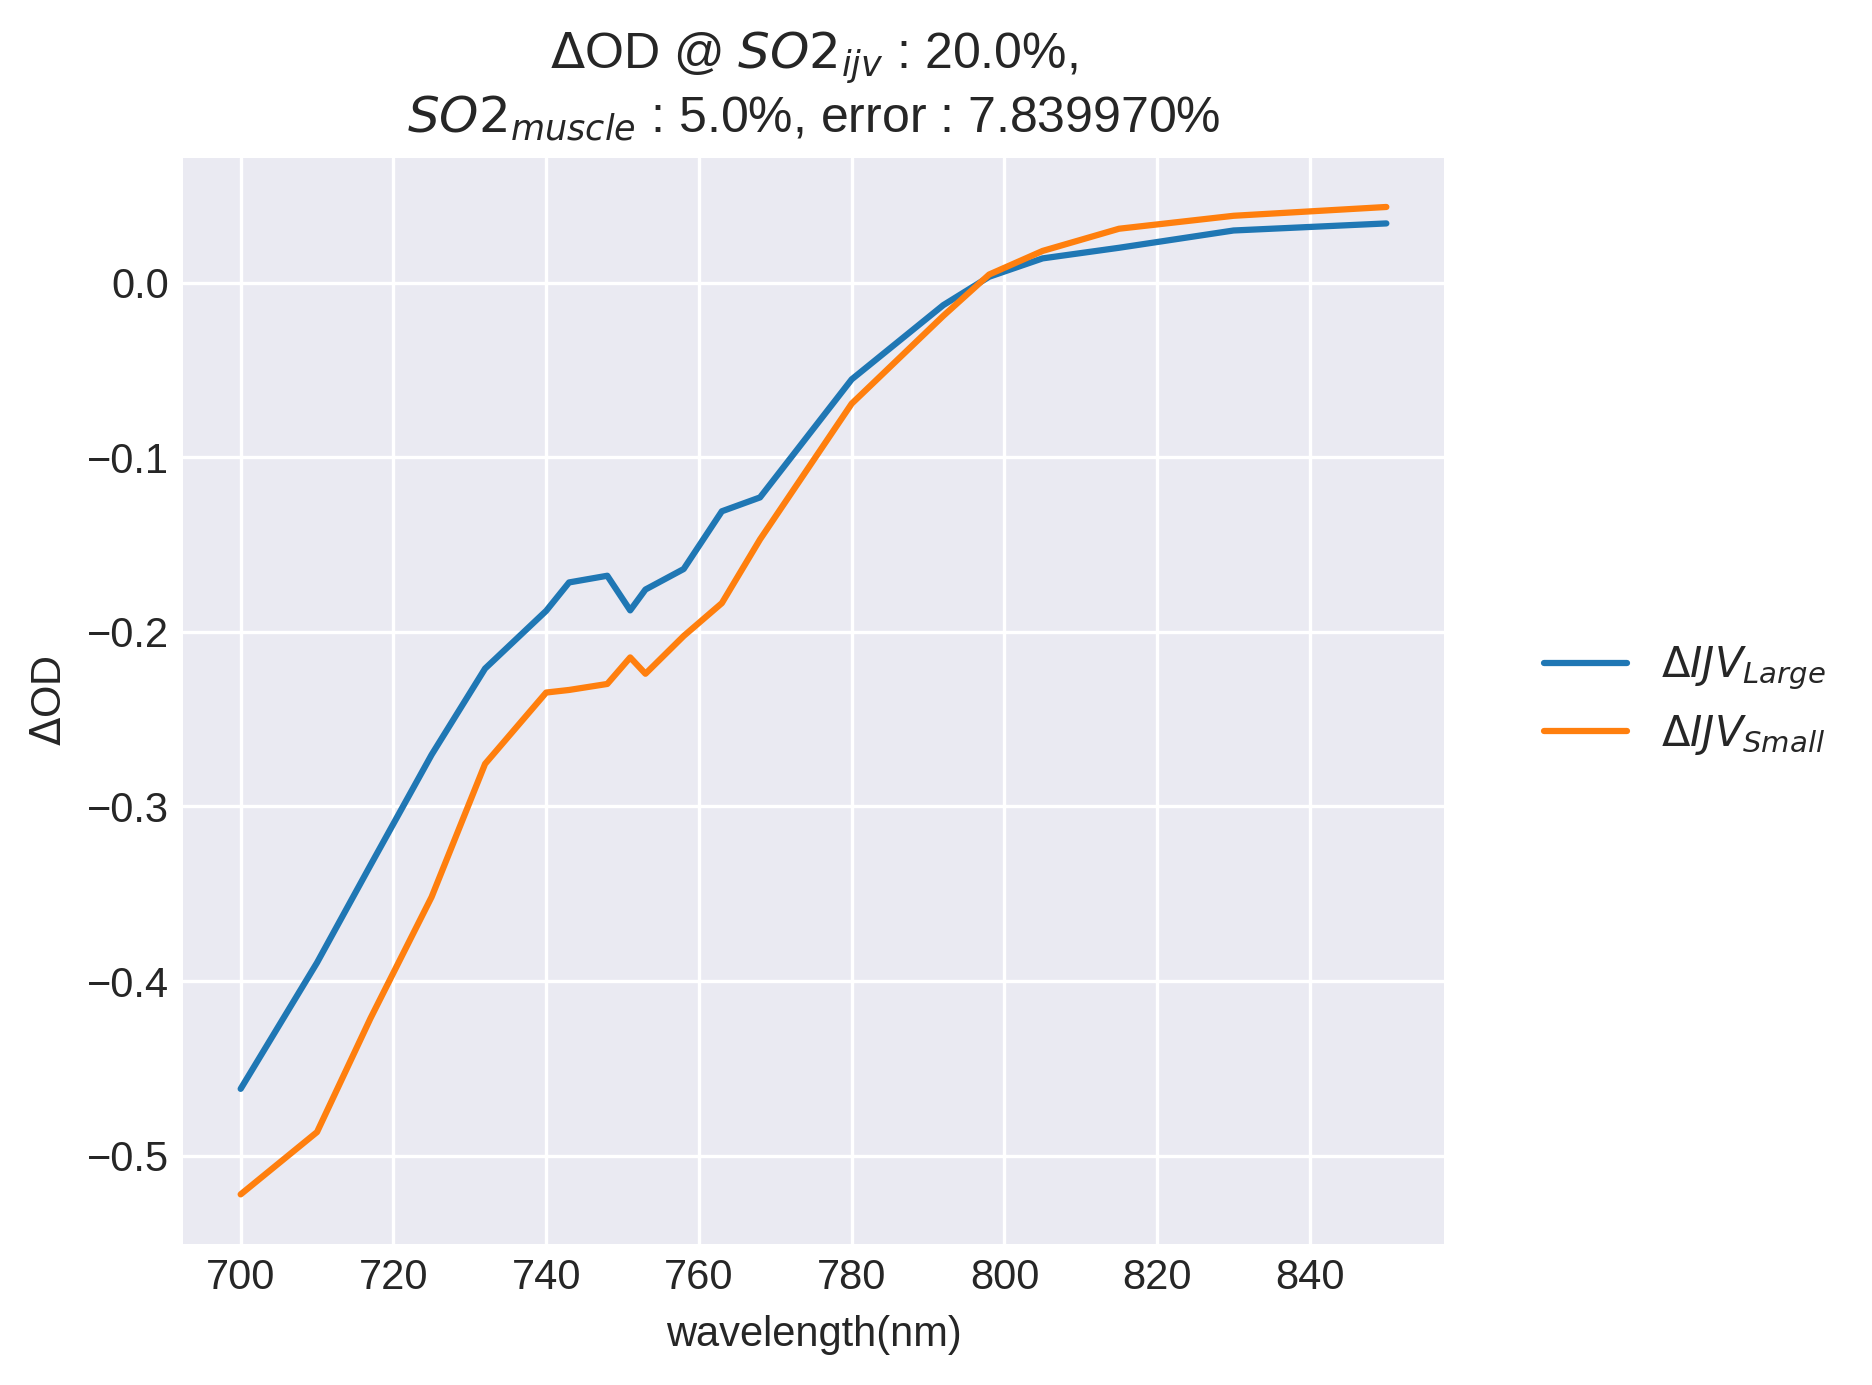 ΔOD @ SO2ijv : 20.0%,
SO2muscle : 5.0%, error : 7.839970%
0.0
−0.1
−0.2
−0.3
−0.4
−0.5
ΔOD
700 720 740 760 780 800 820 840
wavelength(nm)
ΔIJVLarge
ΔIJVSmall